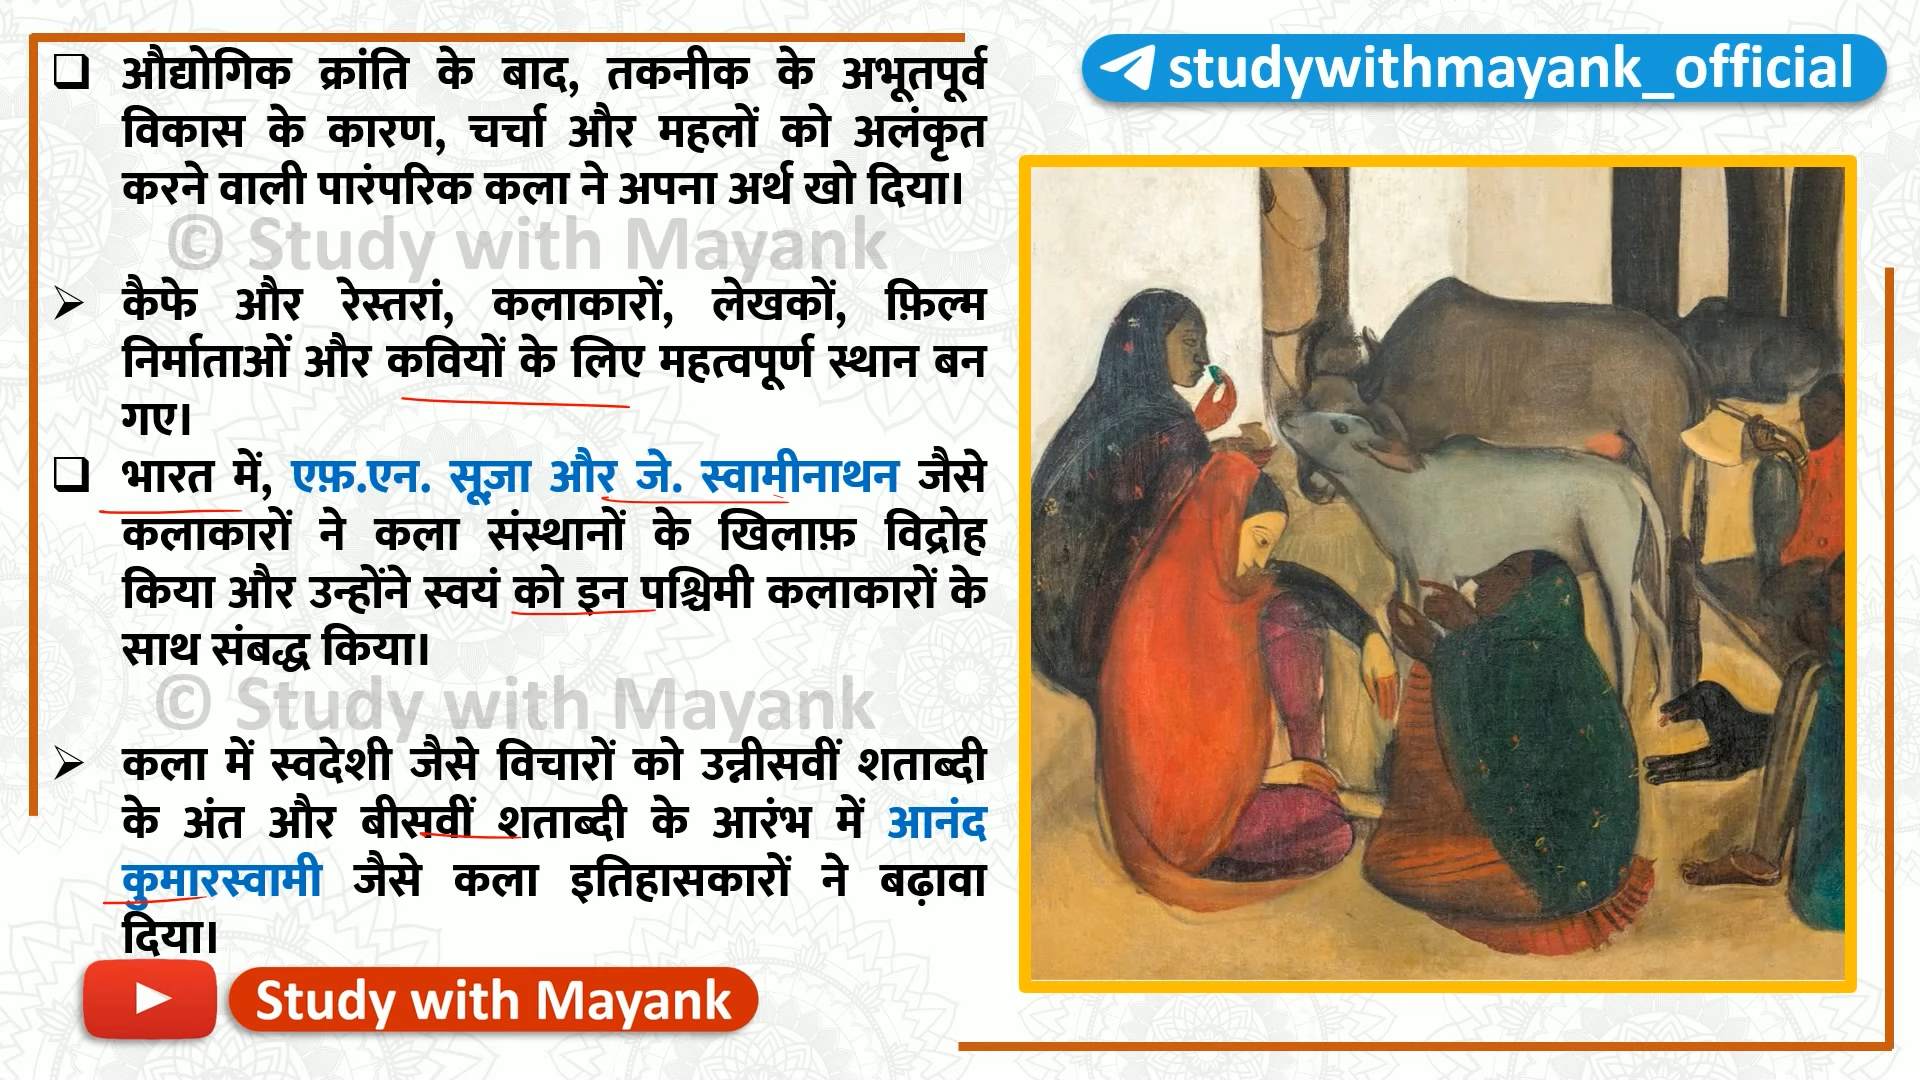 औद्योगिक क्रांति के बाद, तकनीक के अभूतपूर्व
विकास के कारण, चर्चा और महलों को अलंकृत
करने वाली पारंपरिक कला ने अपना अर्थ खो दिया।
© Study with Mayank
कैफे और रेस्तरां, कलाकारों, लेखकों, फ़िल्म
निर्माताओं और कवियों के लिए महत्वपूर्ण स्थान बन
गए।
भारत में, एफ़.एन. सूज़ा और जे. स्वामीनाथन जैसे
कलाकारों ने कला संस्थानों के खिलाफ़ विद्रोह
किया और उन्होंने स्वयं को इन पश्चिमी कलाकारों के
साथ संबद्ध किया।
© Study with Mayank
कला में स्वदेशी जैसे विचारों को उन्नीसवीं शताब्दी
के अंत और बीसवीं शताब्दी के आरंभ में आनंद
कुमारस्वामी जैसे कला इतिहासकारों ने बढ़ावा
दिया।
Study with Mayank
studywithmayank_official